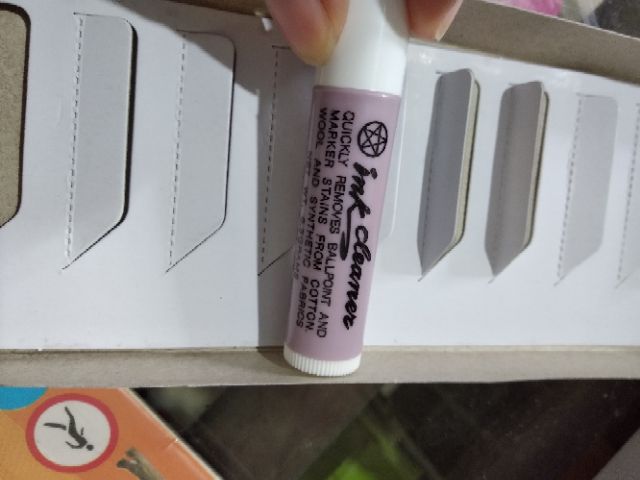 ink cleaner
QUICKLY REMOVES BALLPOINT AND
MARKER STAINS FROM COTTON,
WOOL AND SYNTHETIC FABRICS